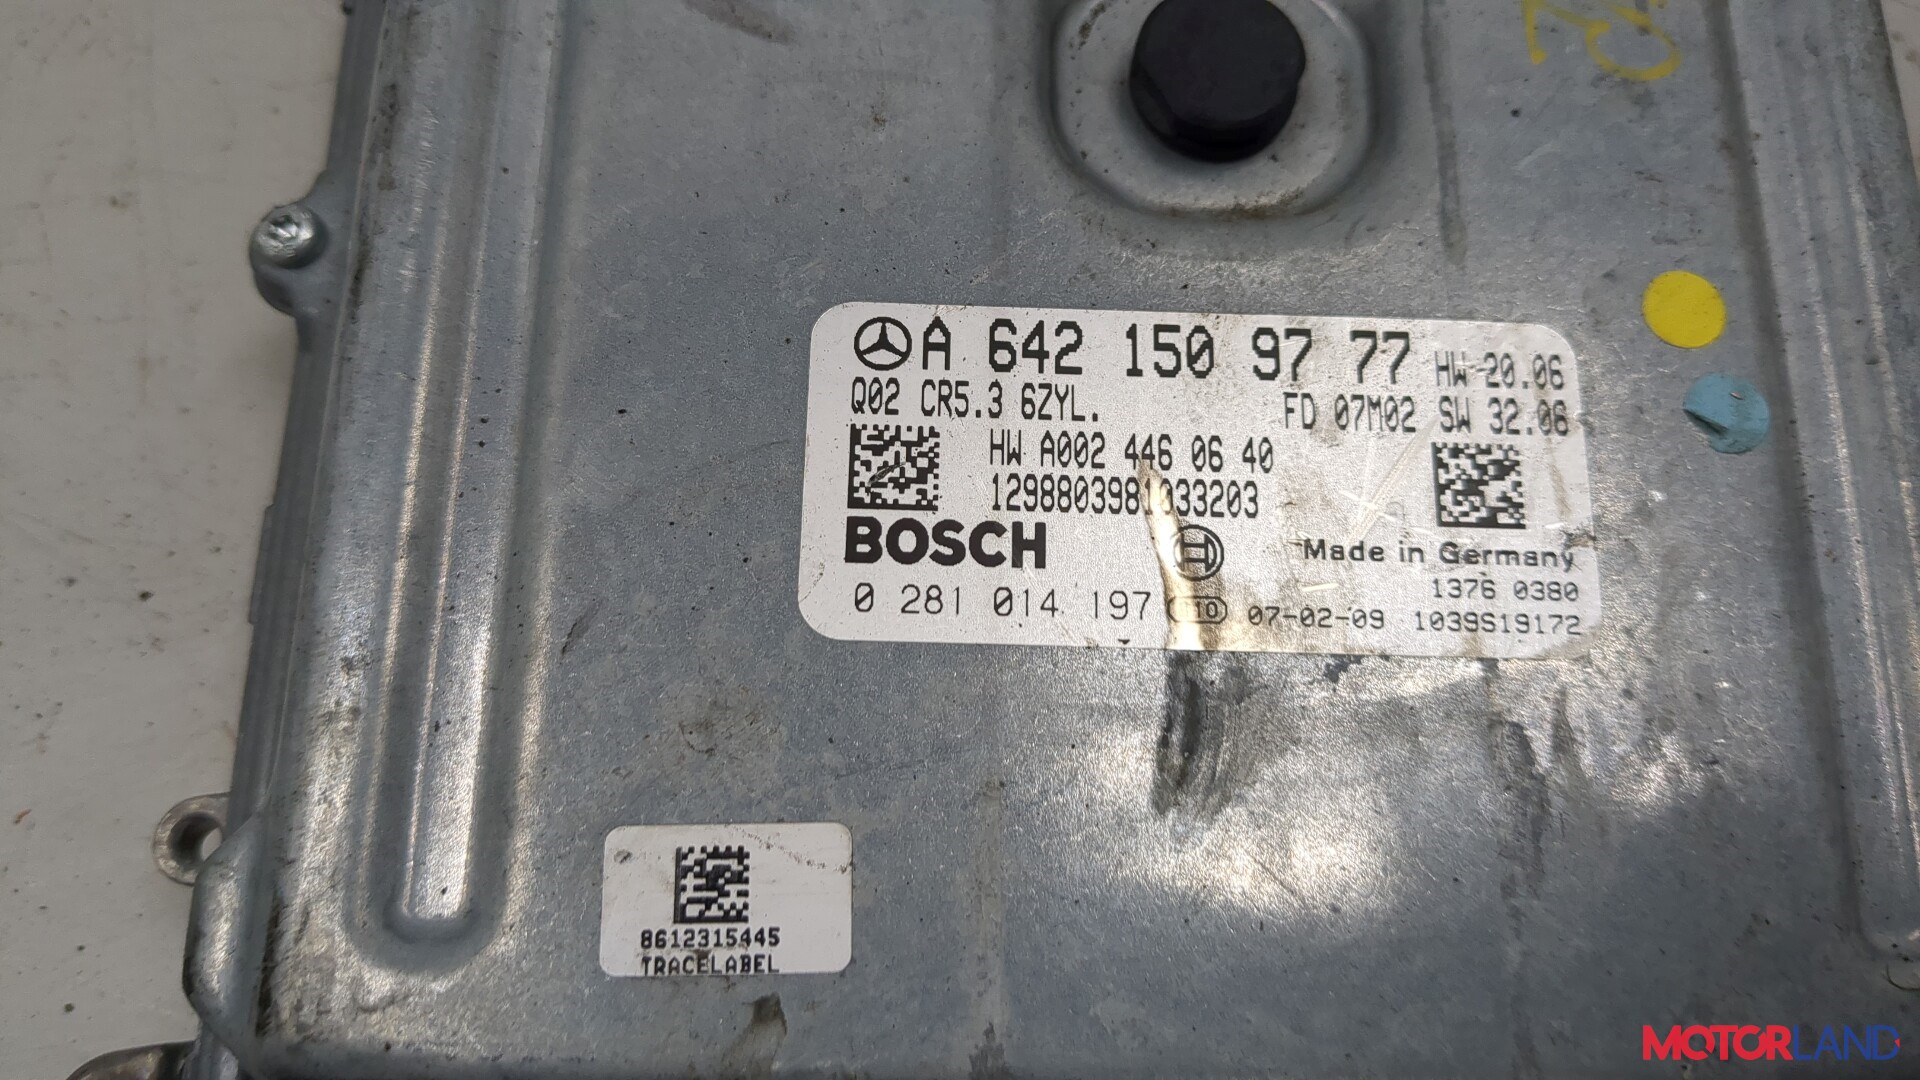 A 642 150 97 77 HW 20.06
Q02 CR5.3 6ZYL. FD 07M02 SW 32.06
HW A002 446 06 40
1298803981033203
BOSCH
Made in Germany
1376 0380
0 281 014 197 10 07-02-09 1039S19172
8612315445
TRACELABEL
MOTORLAND